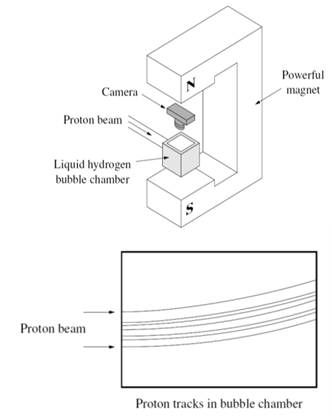 N
Powerful
magnet
Camera
Proton beam
Liquid hydrogen
bubble chamber
S
Proton beam
Proton tracks in bubble chamber